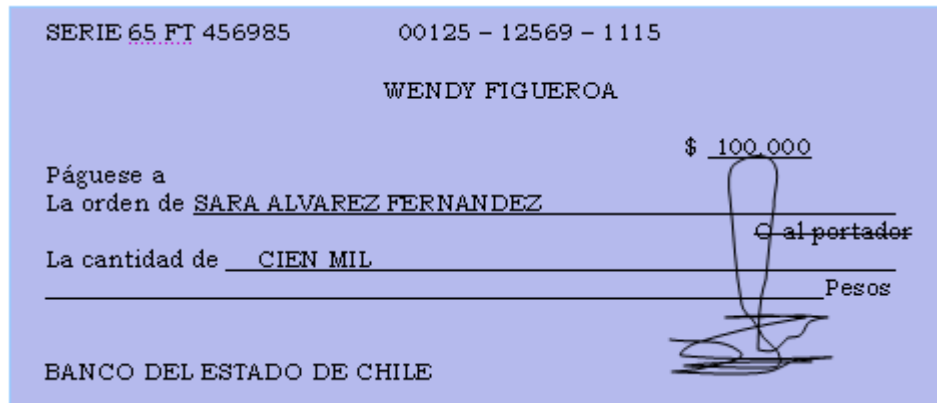 SERIE 65 FT 456985 00125 – 12569 – 1115
WENDY FIGUEROA
$ 100.000
Páguese a
La orden de SARA ALVAREZ FERNANDEZ
O al portador
La cantidad de CIEN MIL
Pesos
BANCO DEL ESTADO DE CHILE